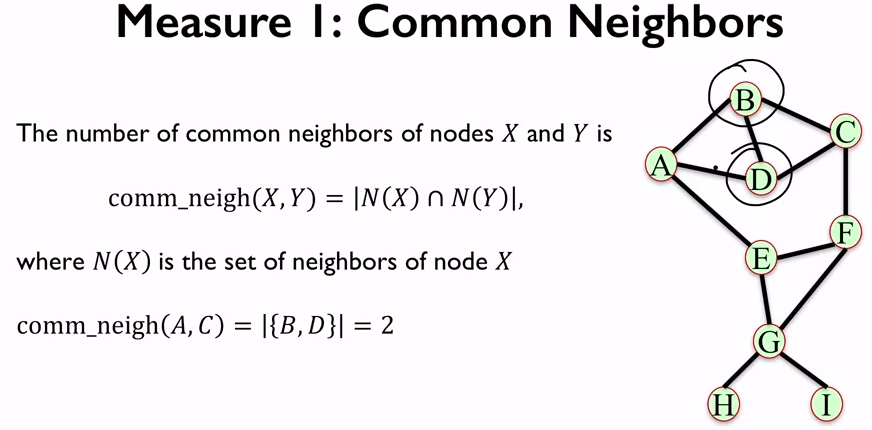 Measure 1: Common Neighbors
The number of common neighbors of nodes X and Y is
comm_neigh(X, Y) = |N(X) ∩ N(Y)|,
where N(X) is the set of neighbors of node X
comm_neigh(A, C) = |{B, D}| = 2
B
C
A
D
F
E
G
H
I